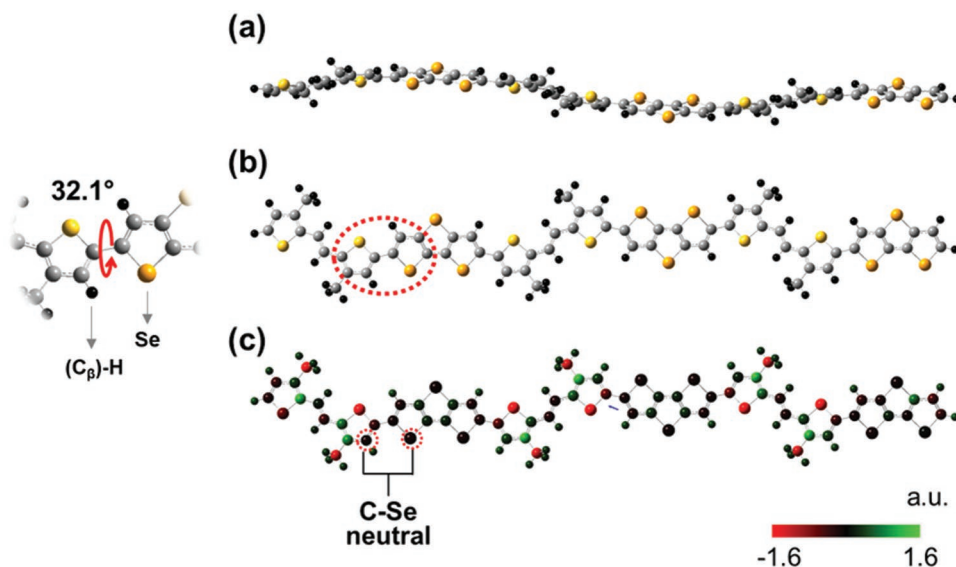 (a)
(b)
32.1°
Se
(Cβ)-H
(c)
C-Se
neutral
a.u.
-1.6 1.6